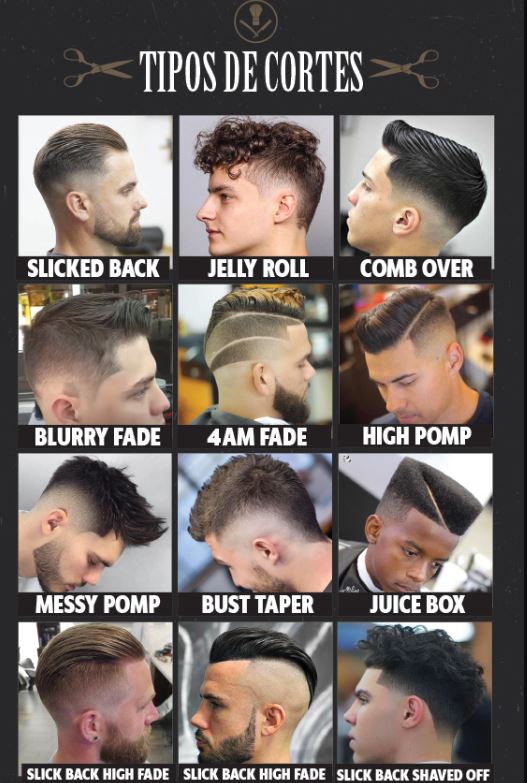 TIPOS DE CORTES
SLICKED BACK
JELLY ROLL
COMB OVER
BLURRY FADE
4AM FADE
HIGH POMP
MESSY POMP
BUST TAPER
JUICE BOX
SLICK BACK HIGH FADE
SLICK BACK HIGH FADE
SLICK BACK SHAVED OFF